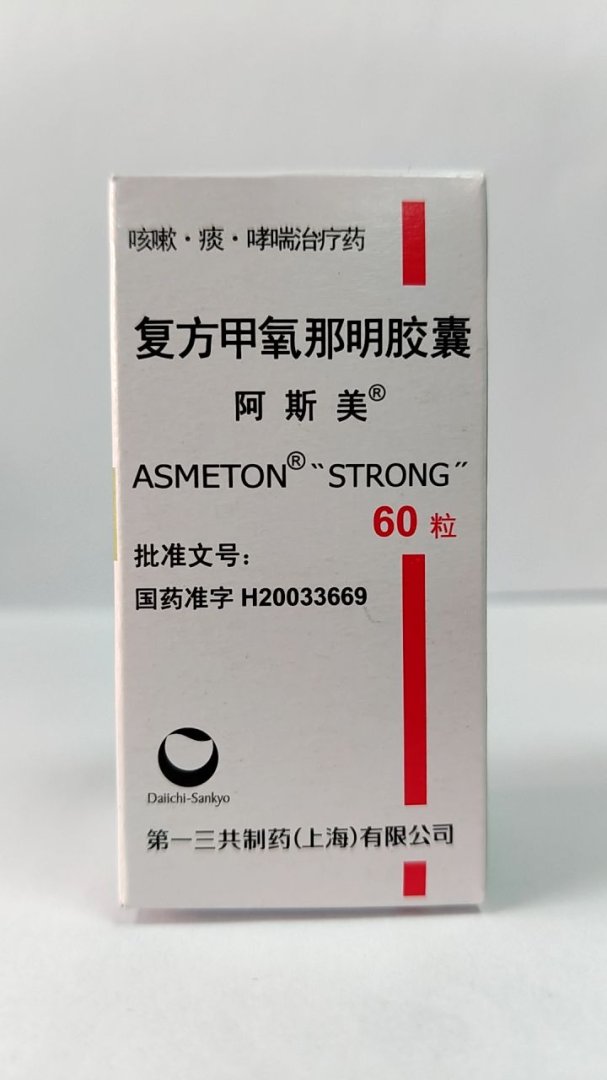 咳嗽·痰·哮喘治疗药
复方甲氧那明胶囊
阿斯美®
ASMETON® “STRONG”
60 粒
批准文号：
国药准字 H20033669
Daiichi-Sankyo
第一三共制药(上海)有限公司